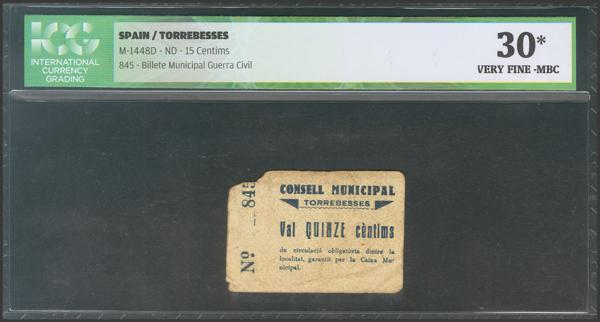 ICG
INTERNATIONAL
CURRENCY
GRADING
SPAIN / TORREBESSES
M-1448D - ND - 15 Centims
845 - Billete Municipal Guerra Civil
30*
VERY FINE -MBC
Nº --845
CONSELL MUNICIPAL
TORREBESSES
Val QUINZE cèntims
de circulació obligatòria dintre la
localitat, garantit per la Caixa Mu-
nicipal.